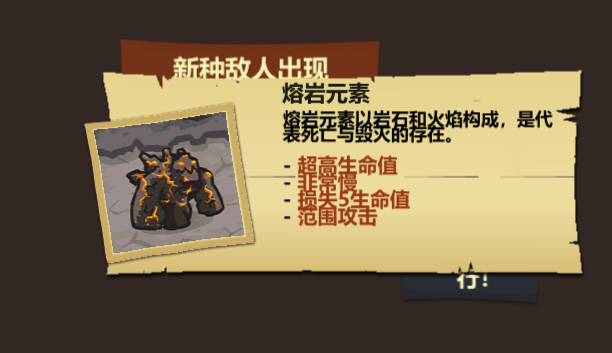 新种敌人出现
熔岩元素
熔岩元素以岩石和火焰构成，是代
表死亡与毁灭的存在。
- 超高生命值
- 非常慢
- 损失5生命值
- 范围攻击
行！